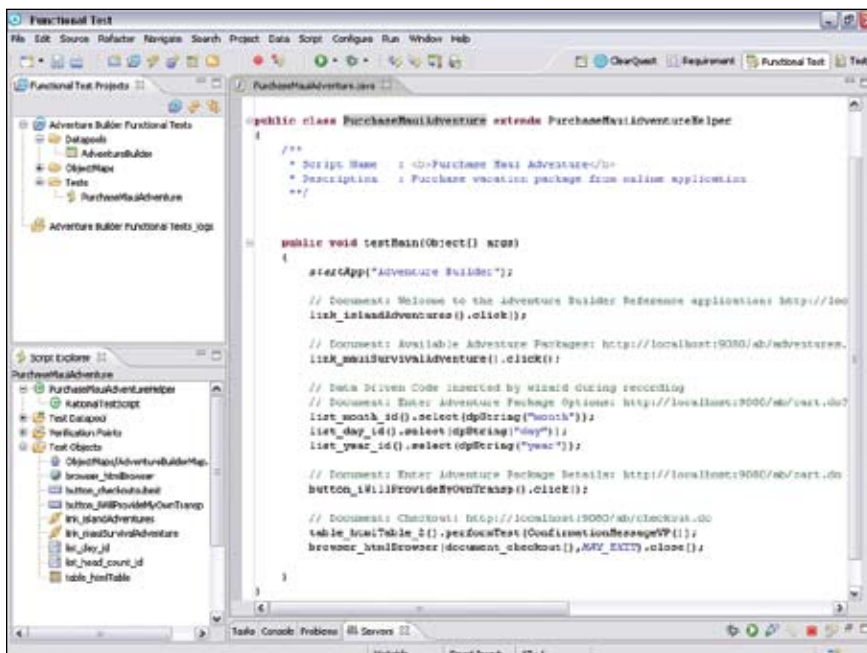 Functional Test
File Edit Source Refactor Navigate Search Project Data Script Configure Run Window Help
ClearQuest Requirement Functional Test Test
Functional Test Projects
Adventure Builder Functional Tests
Datapools
AdventureBuilder
ObjectMaps
Tests
PurchaseMauiAdventure
Adventure Builder Functional Tests_logs
Script Explorer
PurchaseMauiAdventure
PurchaseMauiAdventureHelper
RationalTestScript
Test Datapool
Verification Points
Test Objects
ObjectMaps/AdventureBuilderMap.
browser_htmlBrowser
button_checkoutsubmit
button_iWillProvideMyOwnTransp
link_islandAdventures
link_mauiSurvivalAdventure
list_day_id
list_head_count_id
table_htmlTable
PurchaseMauiAdventure.java
public class PurchaseMauiAdventure extends PurchaseMauiAdventureHelper
{
/**
* Script Name : <b>Purchase Maui Adventure</b>
* Description : Purchase vacation package from online application
**/
public void testMain(Object[] args)
{
startApp("Adventure Builder");
// Document: Welcome to the Adventure Builder Reference application: http://loc
link_islandAdventures().click();
// Document: Available Adventure Packages: http://localhost:9080/ab/adventures.
link_mauiSurvivalAdventure().click();
// Data Driven Code inserted by wizard during recording
// Document: Enter Adventure Package Options: http://localhost:9080/ab/cart.do?
list_month_id().select(dpString("month"));
list_day_id().select(dpString("day"));
list_year_id().select(dpString("year"));
// Document: Enter Adventure Package Details: http://localhost:9080/ab/cart.do
button_iWillProvideMyOwnTransp().click();
// Document: Checkout: http://localhost:9080/ab/checkout.do
table_htmlTable_2().performTest(ConfirmationMessageVP());
browser_htmlBrowser(document_checkout(),MAY_EXIT).close();
}
}
Tasks Console Problems Servers